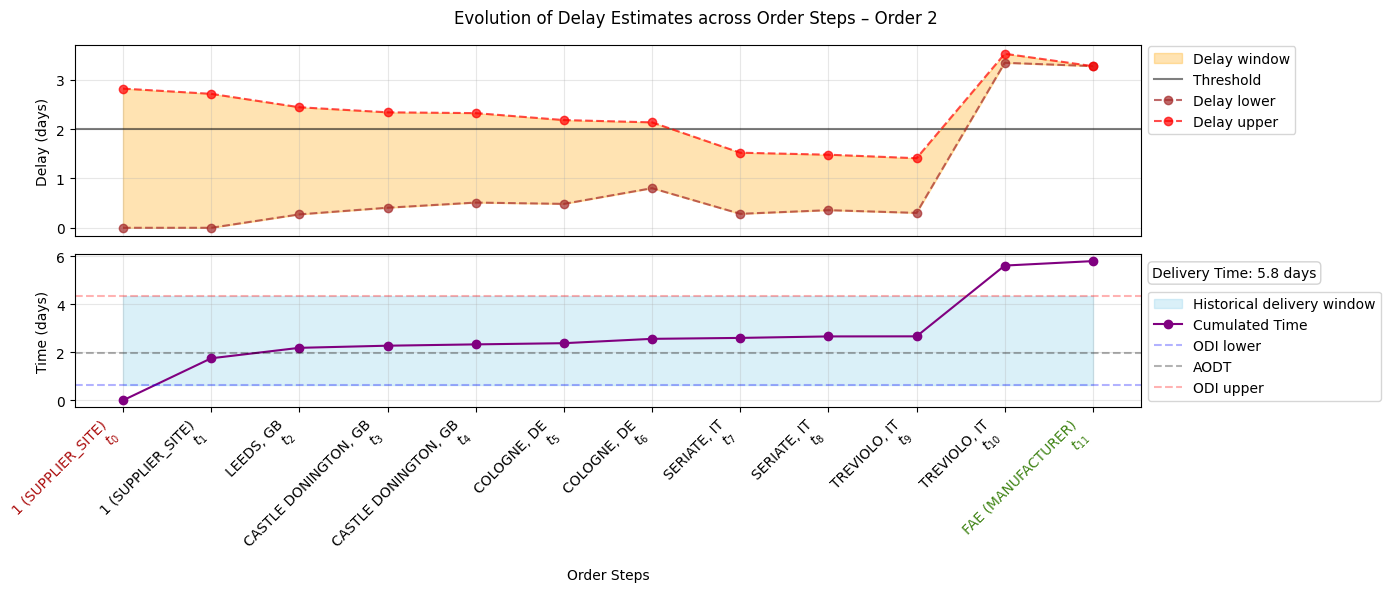 Evolution of Delay Estimates across Order Steps – Order 2
Delay (days)
3
2
1
0
Delay window
Threshold
Delay lower
Delay upper
Time (days)
6
4
2
0
Delivery Time: 5.8 days
Historical delivery window
Cumulated Time
ODI lower
AODT
ODI upper
1 (SUPPLIER_SITE)
t0
1 (SUPPLIER_SITE)
t1
LEEDS, GB
t2
CASTLE DONINGTON, GB
t3
CASTLE DONINGTON, GB
t4
COLOGNE, DE
t5
COLOGNE, DE
t6
SERIATE, IT
t7
SERIATE, IT
t8
TREVIOLO, IT
t9
TREVIOLO, IT
t10
FAE (MANUFACTURER)
t11
Order Steps